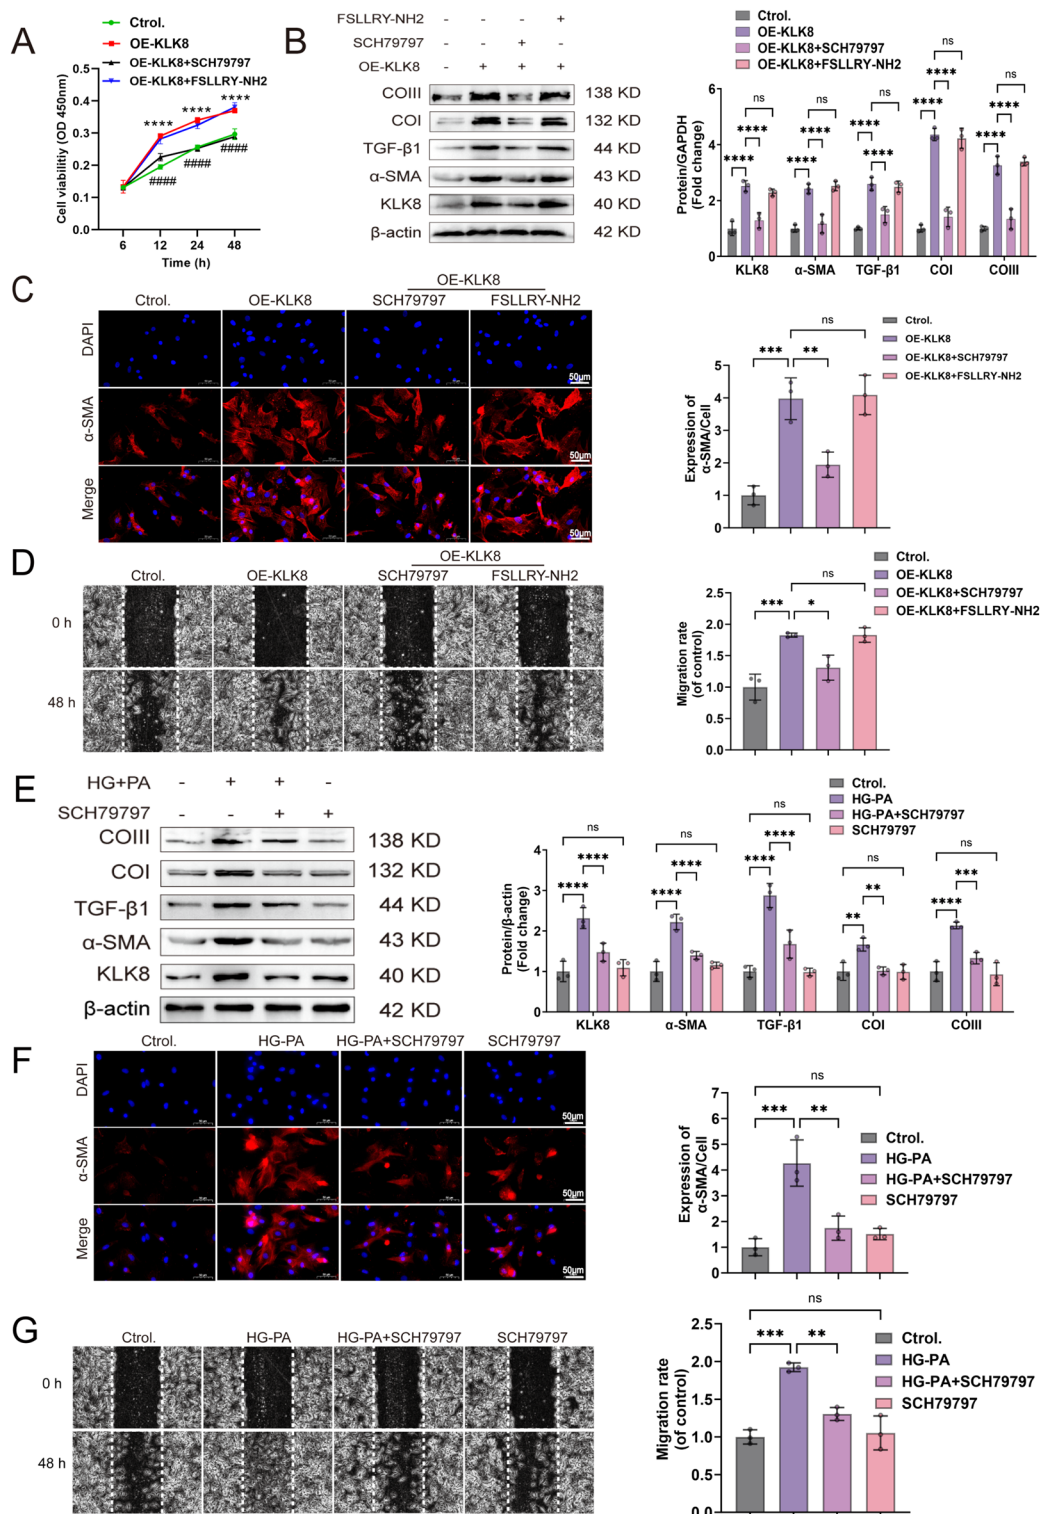 A
Ctrol.
OE-KLK8
OE-KLK8+SCH79797
OE-KLK8+FSLLRY-NH2
Cell viabilitiy (OD 450nm)
0.4
0.3
0.2
0.1
0.0
**** **** ****
#### #### ####
6 12 24 48
Time (h)
B
FSLLRY-NH2 - - - +
SCH79797 - - + -
OE-KLK8 - + + +
COIII 138 KD
COI 132 KD
TGF-β1 44 KD
α-SMA 43 KD
KLK8 40 KD
β-actin 42 KD
Ctrol.
OE-KLK8
OE-KLK8+SCH79797
OE-KLK8+FSLLRY-NH2
Protein/GAPDH
(Fold change)
6
4
2
0
ns ns ns ns ns
**** **** **** **** ****
**** **** **** **** ****
KLK8 α-SMA TGF-β1 COI COIII
C
OE-KLK8
Ctrol. OE-KLK8 SCH79797 FSLLRY-NH2
DAPI
α-SMA
Merge
50μm
50μm
50μm
Ctrol.
OE-KLK8
OE-KLK8+SCH79797
OE-KLK8+FSLLRY-NH2
Expression of
α-SMA/Cell
5
4
3
2
1
0
ns
*** **
D
OE-KLK8
Ctrol. OE-KLK8 SCH79797 FSLLRY-NH2
0 h
48 h
Ctrol.
OE-KLK8
OE-KLK8+SCH79797
OE-KLK8+FSLLRY-NH2
Migration rate
(of control)
2.5
2.0
1.5
1.0
0.5
0.0
ns
*** *
E
HG+PA - + + -
SCH79797 - - + +
COIII 138 KD
COI 132 KD
TGF-β1 44 KD
α-SMA 43 KD
KLK8 40 KD
β-actin 42 KD
Ctrol.
HG-PA
HG-PA+SCH79797
SCH79797
Protein/β-actin
(Fold change)
4
3
2
1
0
ns ns ns ns ns
**** **** **** ** ***
**** **** **** ** ****
KLK8 α-SMA TGF-β1 COI COIII
F
Ctrol. HG-PA HG-PA+SCH79797 SCH79797
DAPI
α-SMA
Merge
50μm
50μm
50μm
Expression of
α-SMA/Cell
7
6
5
4
3
2
1
0
ns
*** **
Ctrol.
HG-PA
HG-PA+SCH79797
SCH79797
G
Ctrol. HG-PA HG-PA+SCH79797 SCH79797
0 h
48 h
Migration rate
(of control)
2.5
2.0
1.5
1.0
0.5
0.0
ns
*** **
Ctrol.
HG-PA
HG-PA+SCH79797
SCH79797